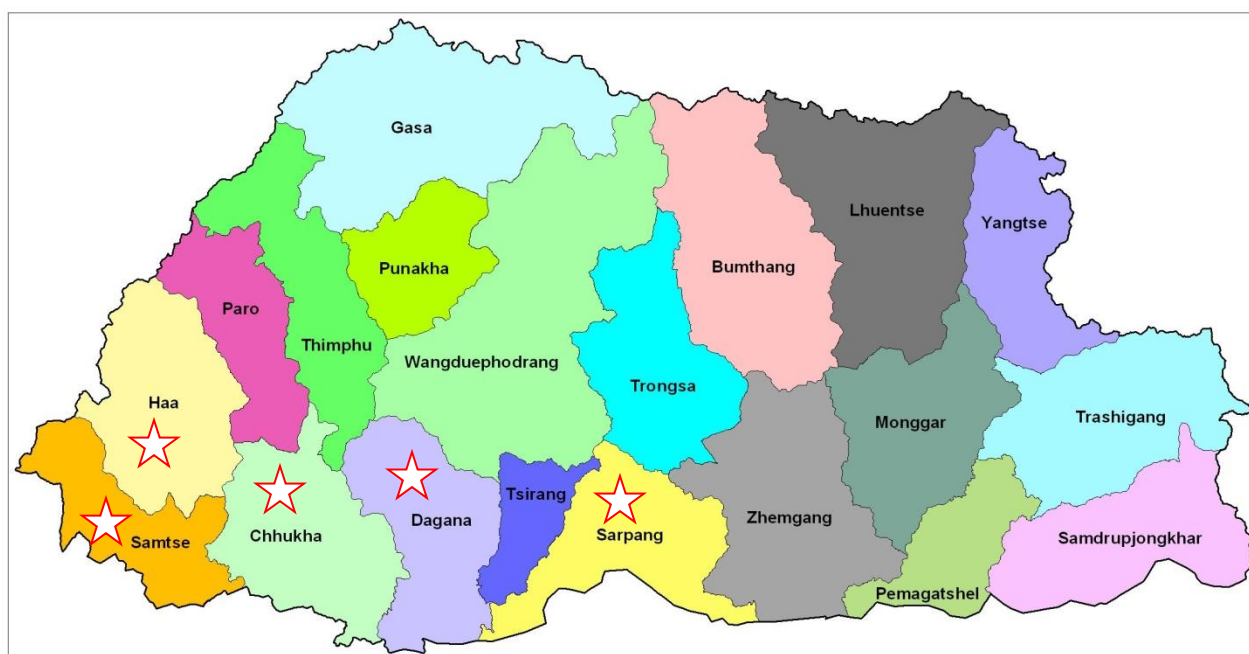 Gasa
Lhuentse
Yangtse
Punakha
Bumthang
Paro
Thimphu
Wangduephodrang
Trongsa
Haa
Monggar
Trashigang
Tsirang
Dagana
Zhemgang
Chhukha
Sarpang
Samtse
Samdrupjongkhar
Pemagatshel